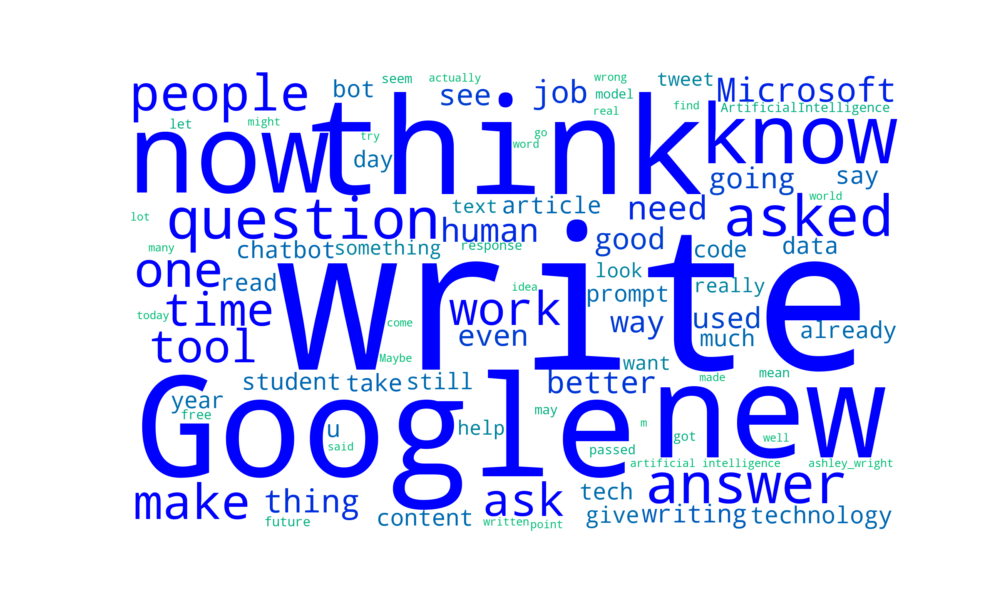 people bot seem actually see job wrong model real tweet Microsoft
find ArtificialIntelligence
let might now try think go word know
day going say
lot question text article need world asked
many chatbot something human response good code data
one read write idea look really
today time come work prompt way used already
tool Maybe even want much
student take still better made mean
year free Google new
u said help may m got well
passed artificial intelligence ashley_wright
make thing ask tech answer
future content written point give writing technology